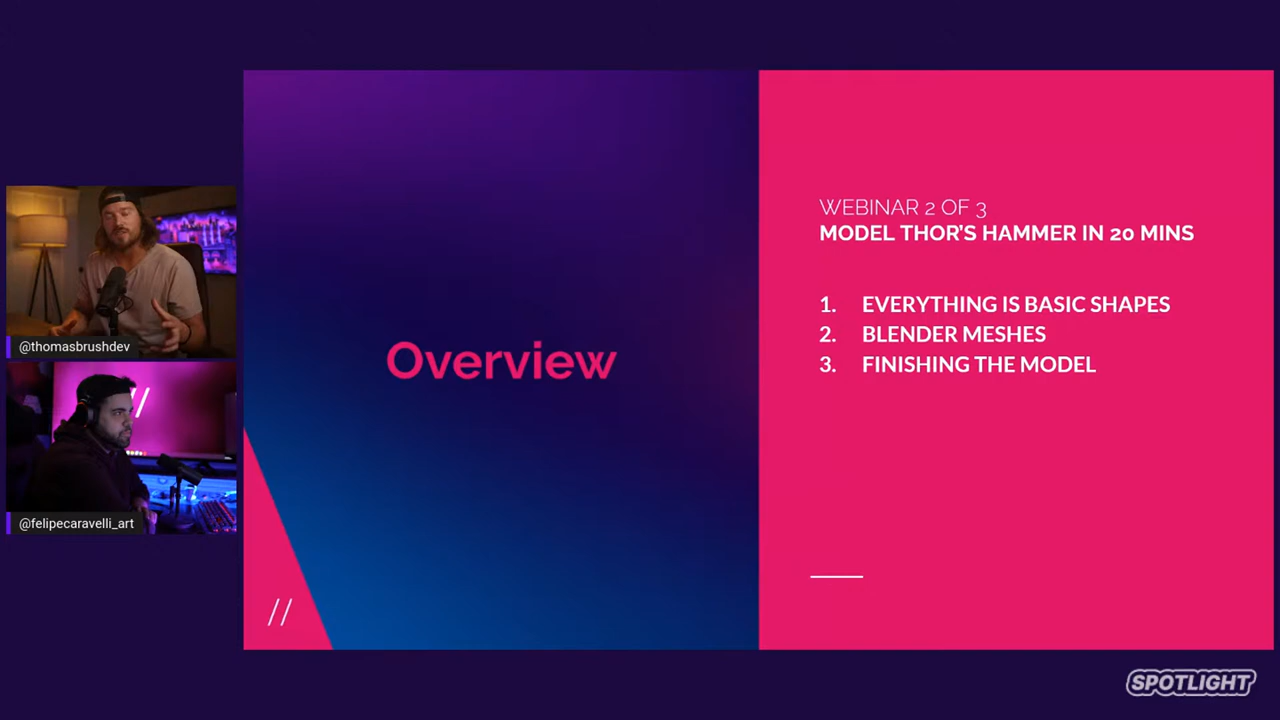 @thomasbrushdev
@felipecaravelli_art
Overview
//
WEBINAR 2 OF 3
MODEL THOR'S HAMMER IN 20 MINS
1. EVERYTHING IS BASIC SHAPES
2. BLENDER MESHES
3. FINISHING THE MODEL
SPOTLIGHT